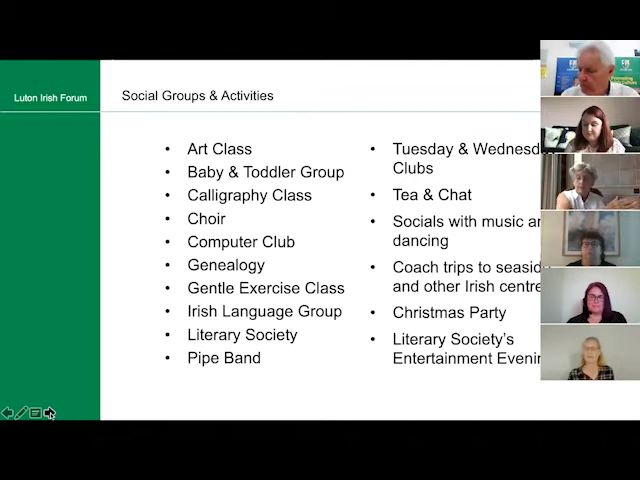 Luton Irish Forum
Social Groups & Activities
Art Class
Baby & Toddler Group
Calligraphy Class
Choir
Computer Club
Genealogy
Gentle Exercise Class
Irish Language Group
Literary Society
Pipe Band
Tuesday & Wednesd
Clubs
Tea & Chat
Socials with music an
dancing
Coach trips to seasid
and other Irish centre
Christmas Party
Literary Society's
Entertainment Evenin